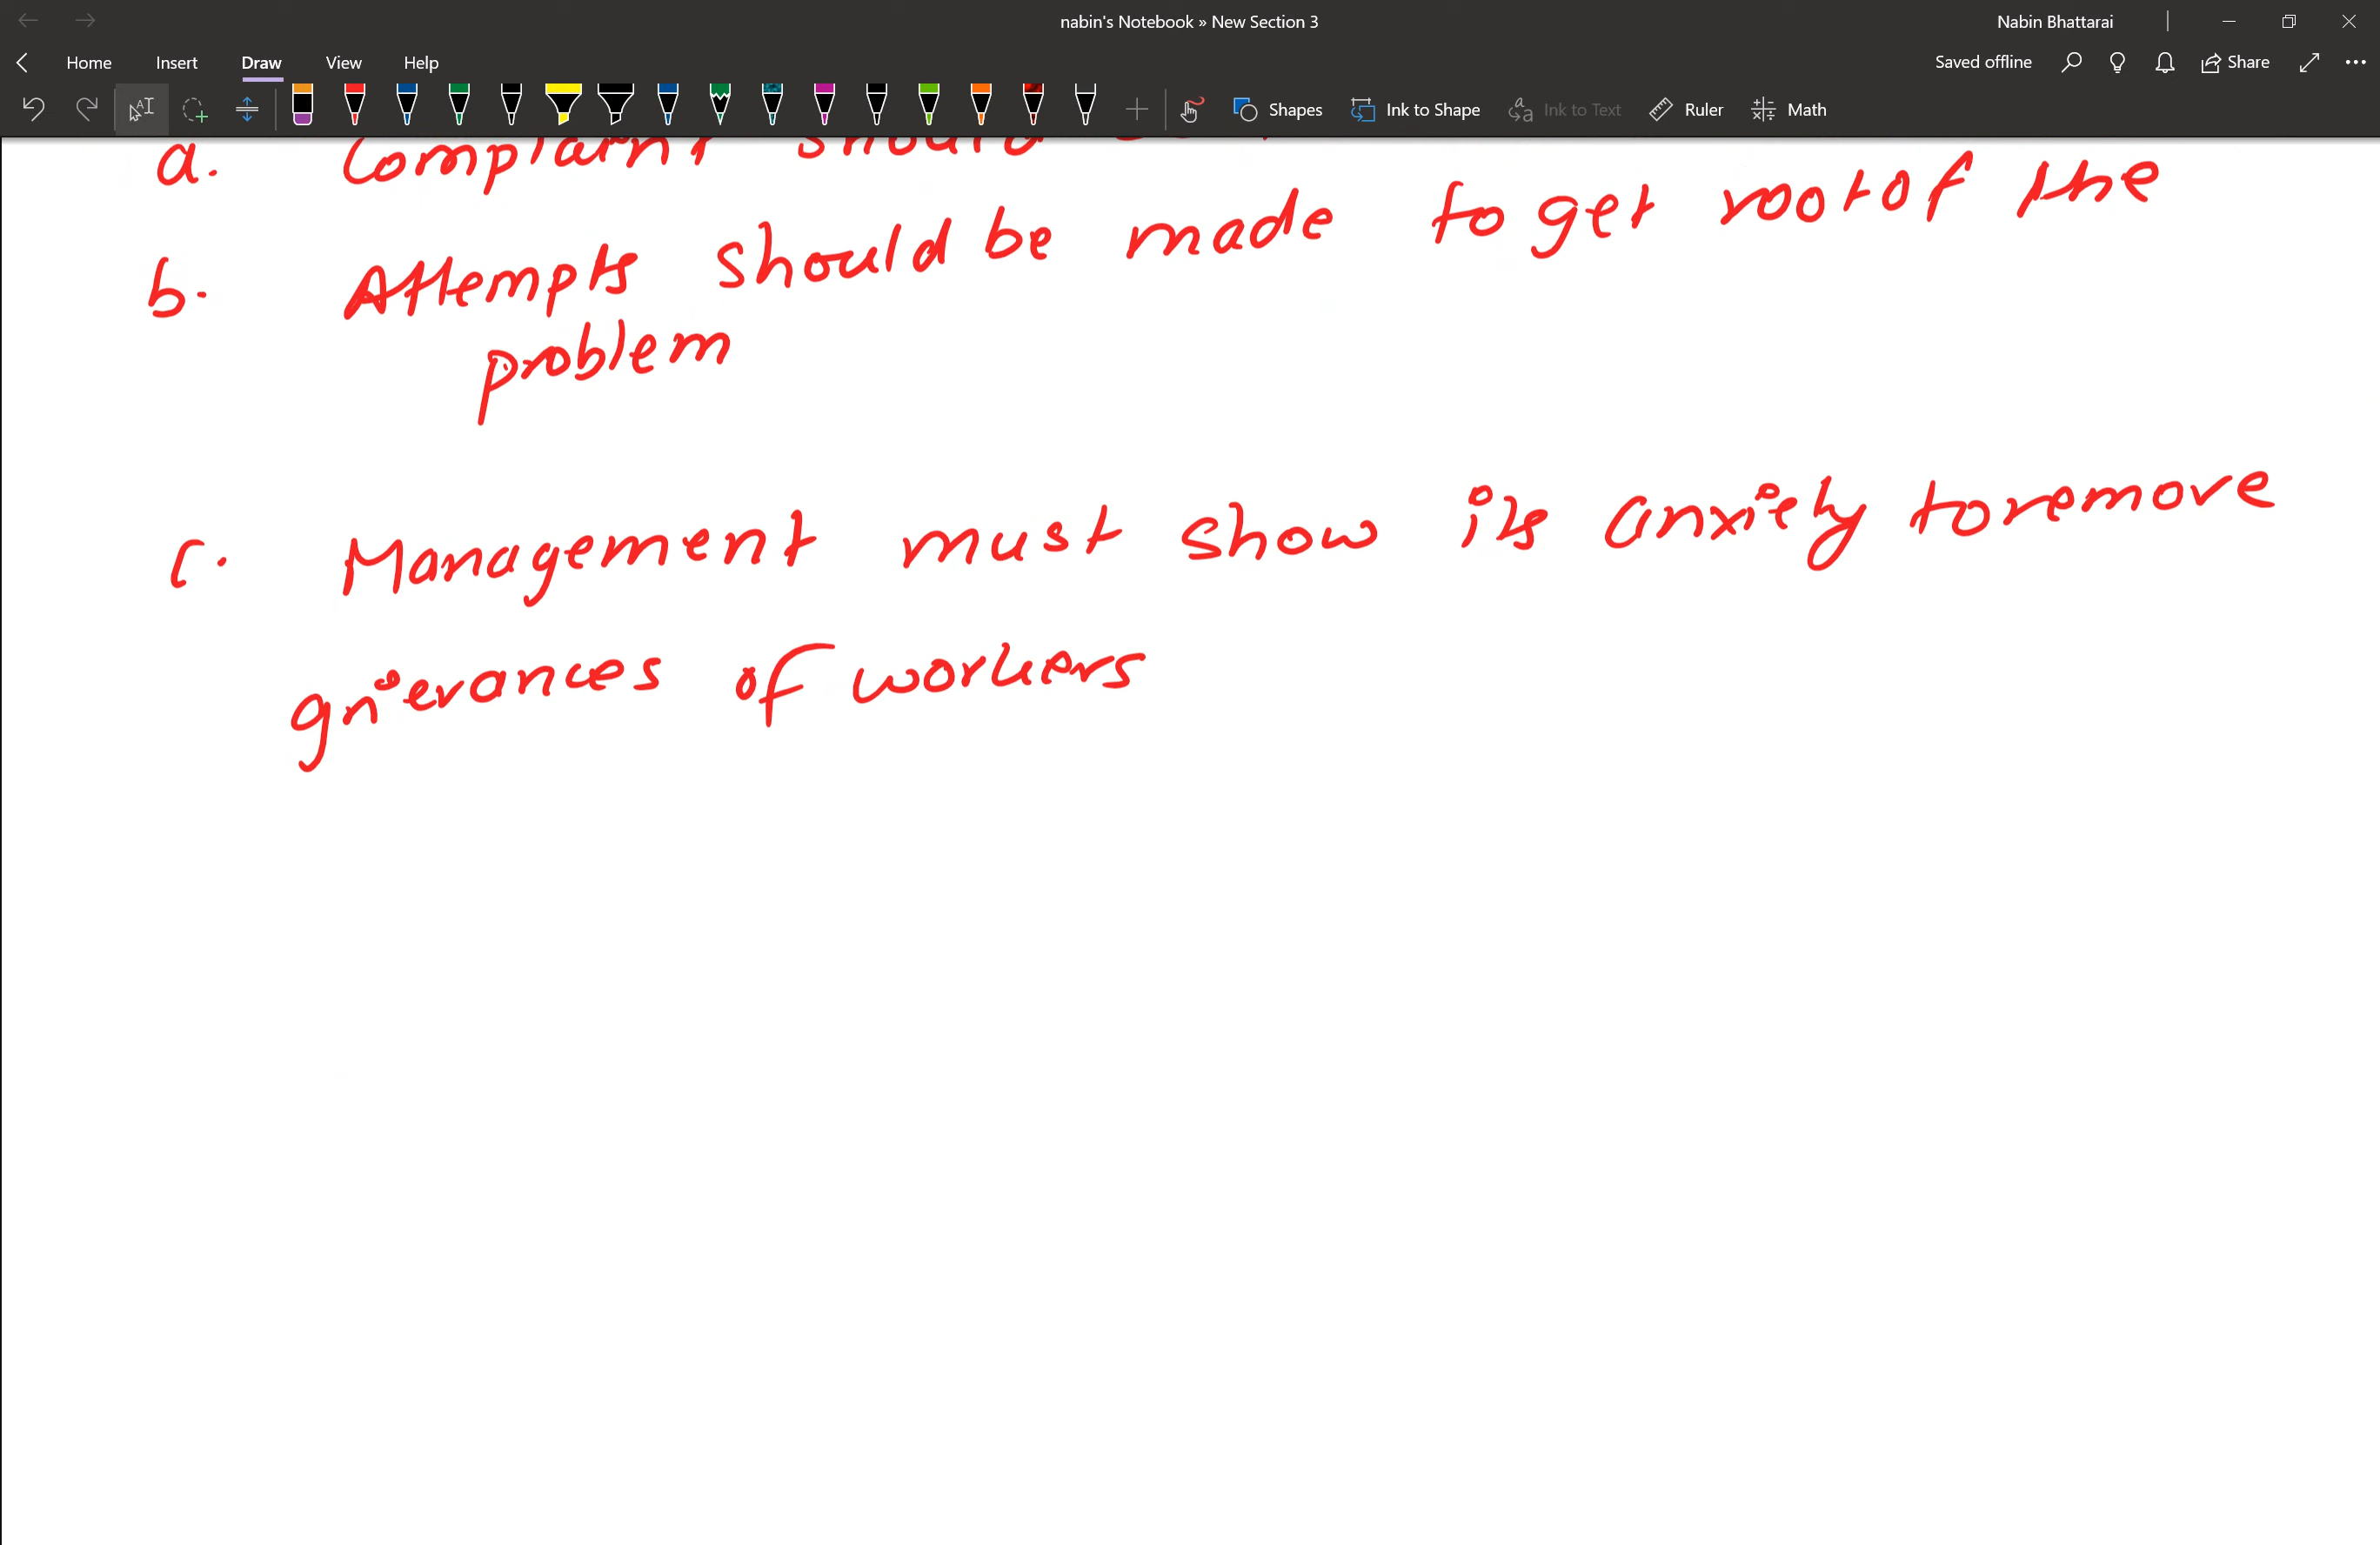 nabin's Notebook » New Section 3
Nabin Bhattarai
Home Insert Draw View Help
Saved offline
Share
Shapes
Ink to Shape
Ink to Text
Ruler
Math
a. Complaint should
b. Attempts should be made to get root of the
problem
c. Management must show its anxiety to remove
grievances of workers